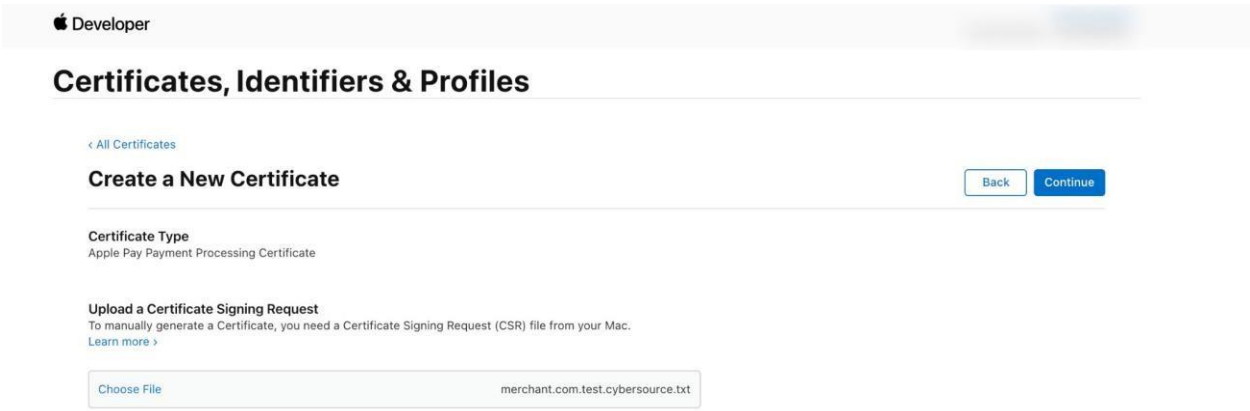 Developer
Certificates, Identifiers & Profiles
< All Certificates
Create a New Certificate
Back
Continue
Certificate Type
Apple Pay Payment Processing Certificate
Upload a Certificate Signing Request
To manually generate a Certificate, you need a Certificate Signing Request (CSR) file from your Mac.
Learn more >
Choose File
merchant.com.test.cybersource.txt